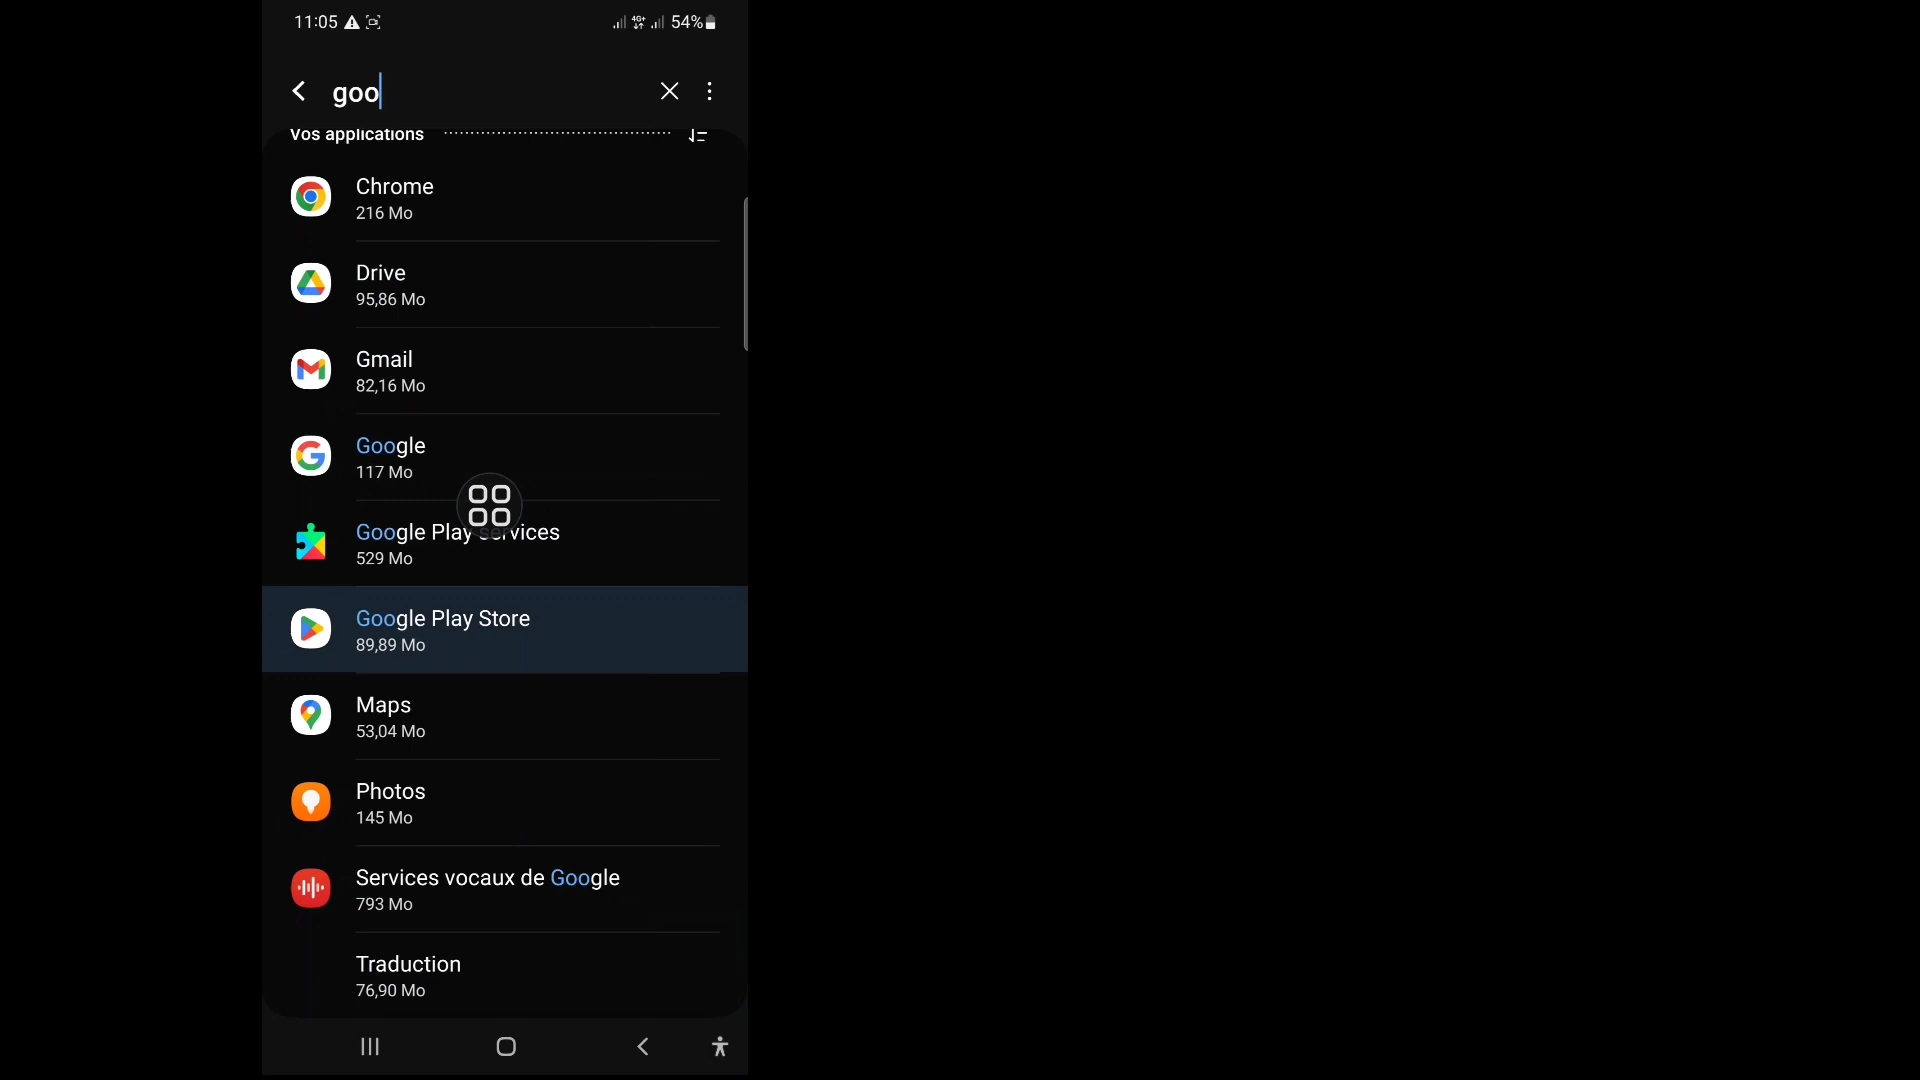 11:05 4G+ 54%
goo
Vos applications
Chrome
216 Mo
Drive
95,86 Mo
Gmail
82,16 Mo
Google
117 Mo
Google Play services
529 Mo
Google Play Store
89,89 Mo
Maps
53,04 Mo
Photos
145 Mo
Services vocaux de Google
793 Mo
Traduction
76,90 Mo